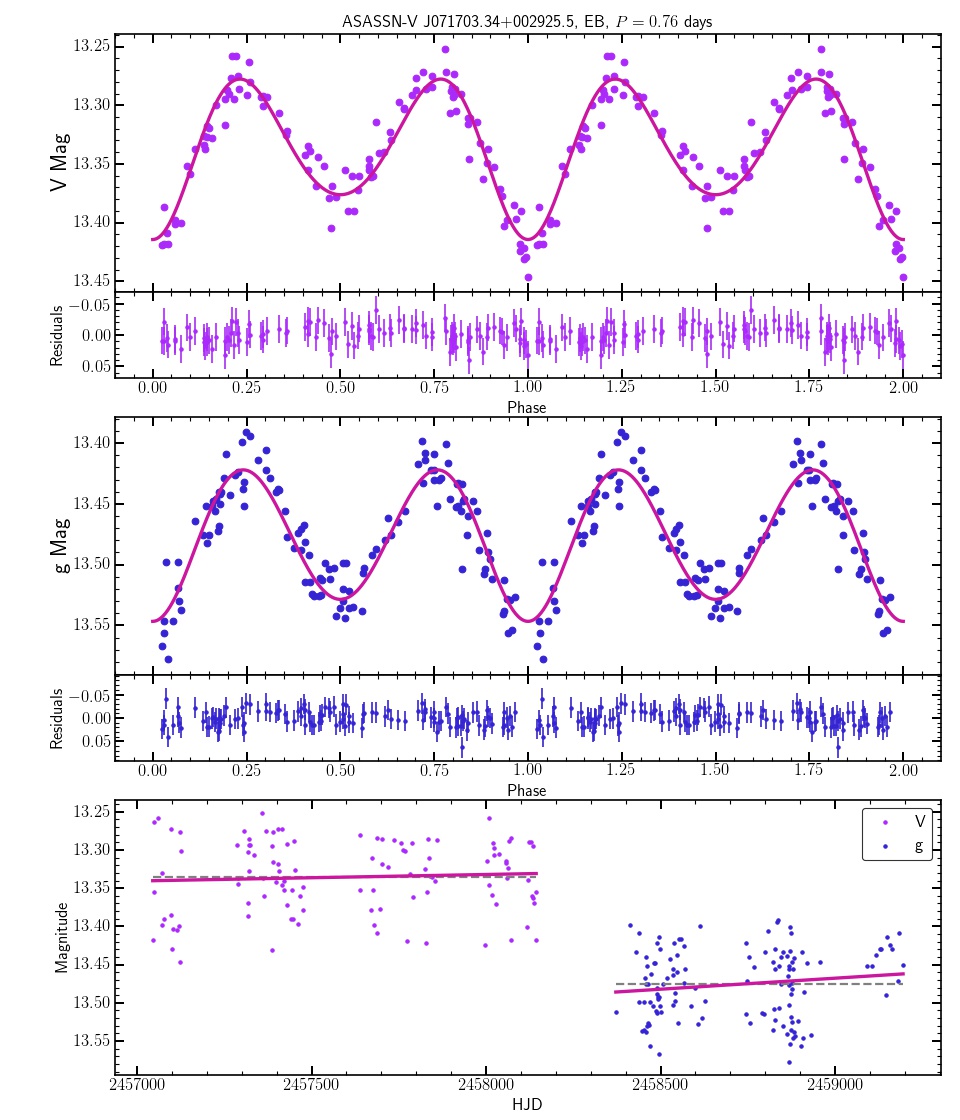 ASASSN-V J071703.34+002925.5, EB, P = 0.76 days
13.25
13.30
13.35
13.40
13.45
V Mag
−0.05
0.00
0.05
Residuals
0.00 0.25 0.50 0.75 1.00 1.25 1.50 1.75 2.00
Phase
13.40
13.45
13.50
13.55
g Mag
−0.05
0.00
0.05
Residuals
0.00 0.25 0.50 0.75 1.00 1.25 1.50 1.75 2.00
Phase
13.25
13.30
13.35
13.40
13.45
13.50
13.55
Magnitude
V
g
2457000 2457500 2458000 2458500 2459000
HJD